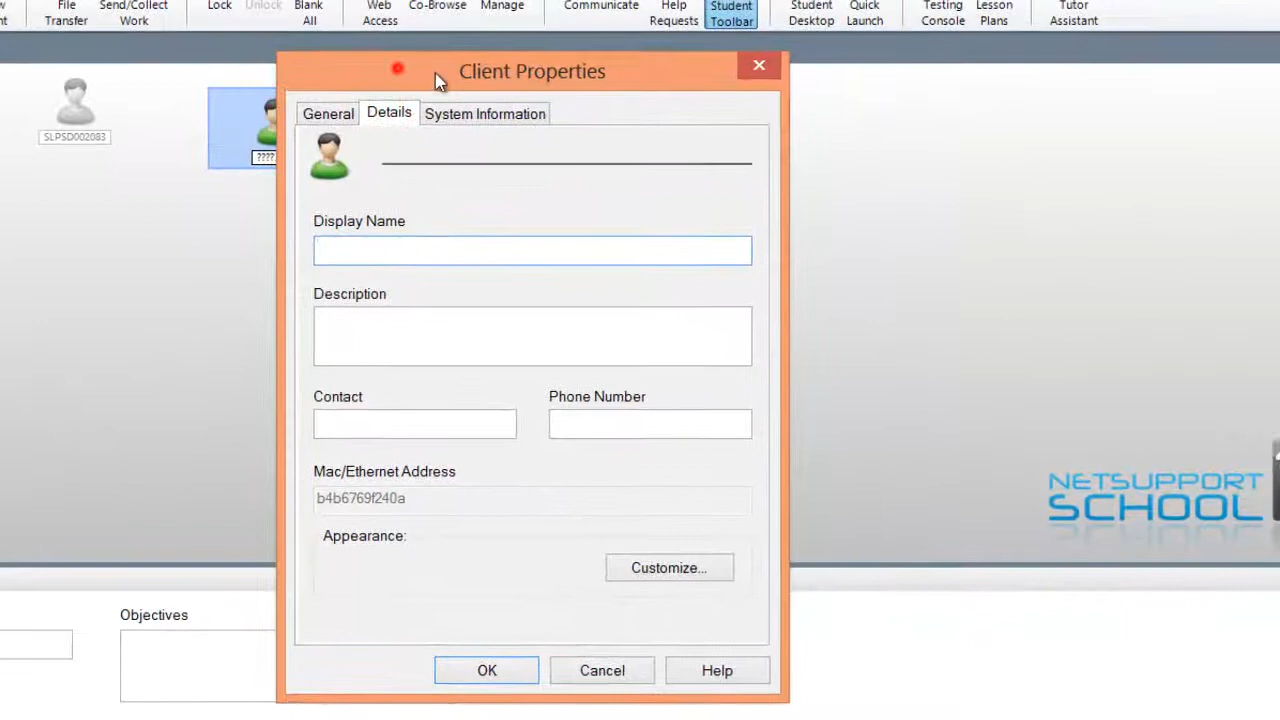 File
Transfer
Send/Collect
Work
Lock
Unlock
Blank
All
Web
Access
Co-Browse
Manage
Communicate
Help
Requests
Student
Toolbar
Student
Desktop
Quick
Launch
Testing
Console
Lesson
Plans
Tutor
Assistant
Client Properties
General
Details
System Information
SLPSD002083
????
Display Name
Description
Contact
Phone Number
Mac/Ethernet Address
b4b6769f240a
Appearance:
Customize...
NETSUPPORT
SCHOOL
Objectives
OK
Cancel
Help